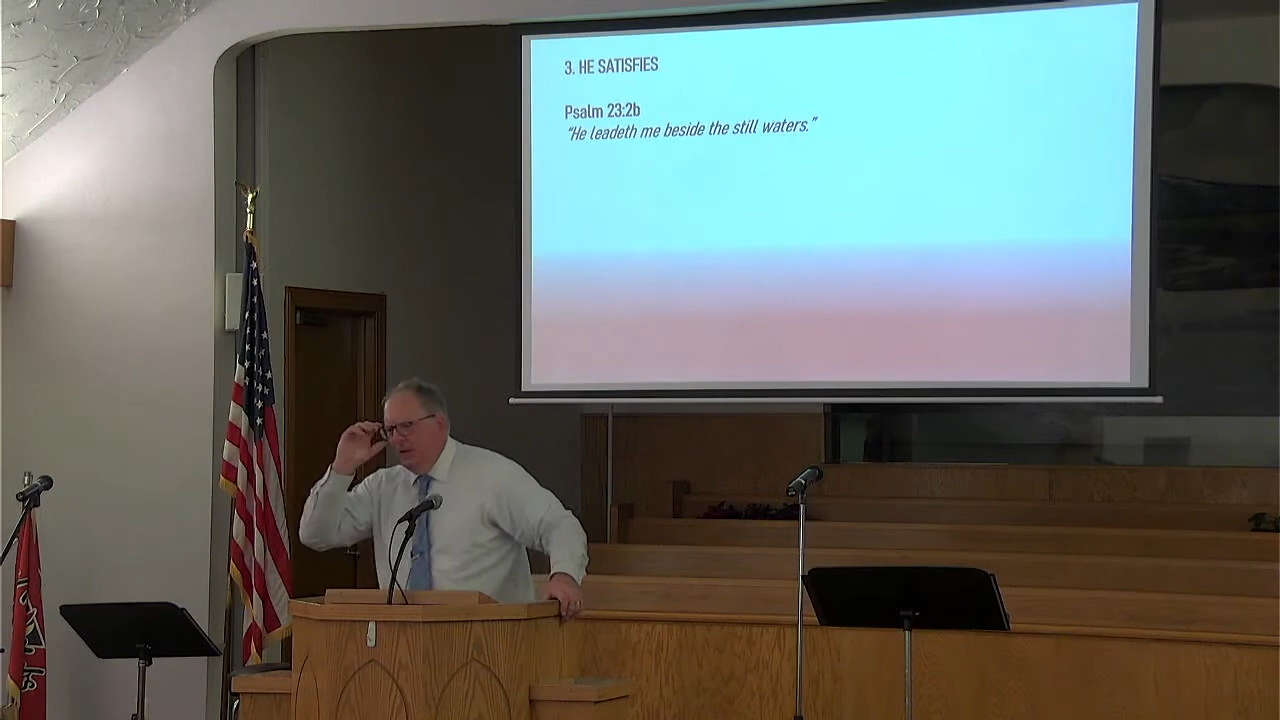 3. HE SATISFIES
Psalm 23:2b
“He leadeth me beside the still waters.”